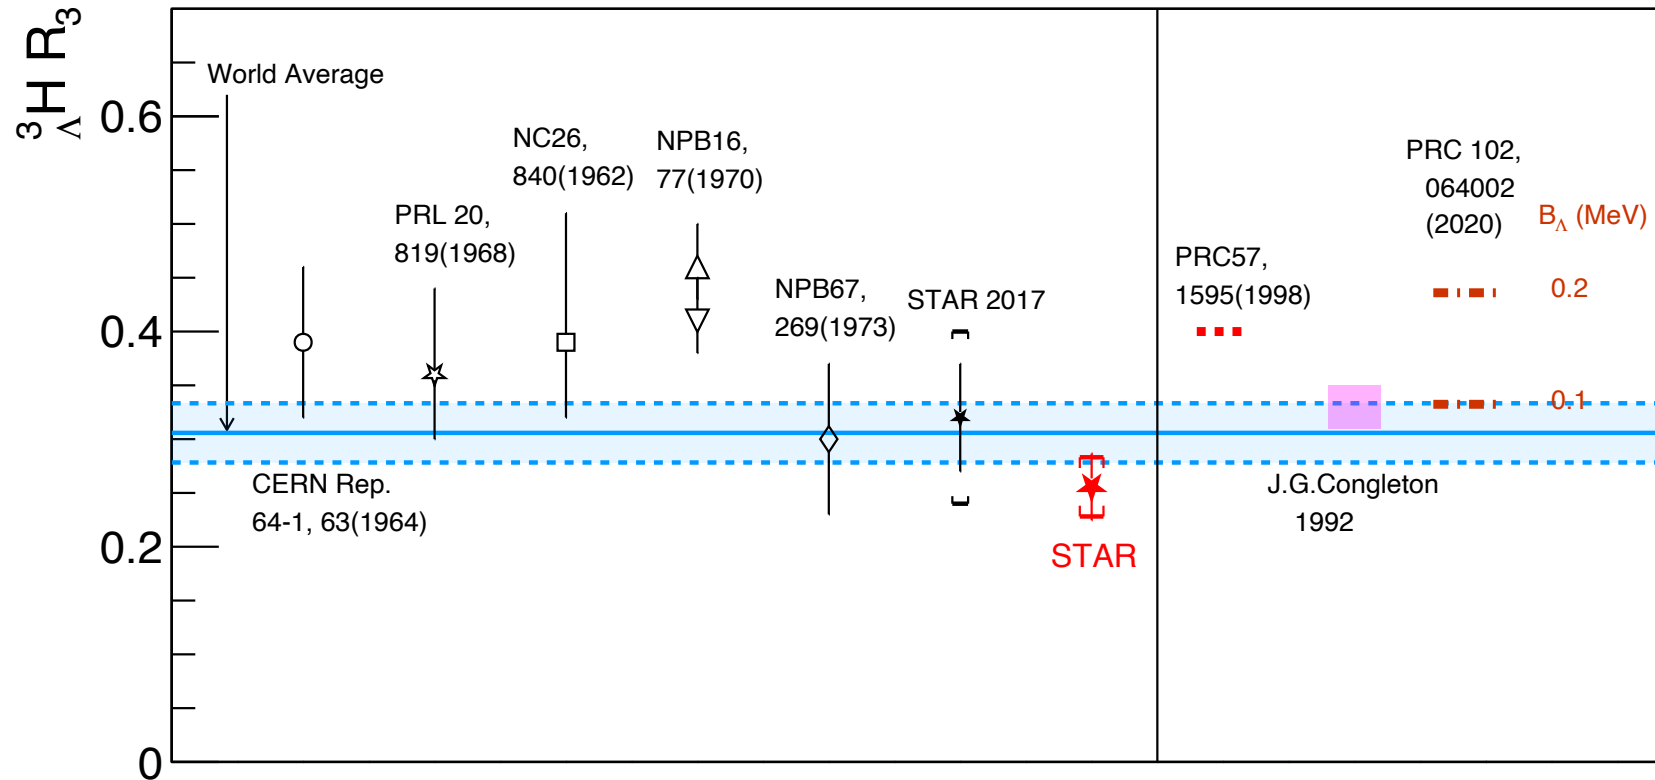 ³ΛH R₃
0.6
0.4
0.2
0
World Average
CERN Rep.
64-1, 63(1964)
PRL 20,
819(1968)
NC26,
840(1962)
NPB16,
77(1970)
NPB67,
269(1973)
STAR 2017
STAR
PRC57,
1595(1998)
J.G.Congleton
1992
PRC 102,
064002
(2020)
BΛ (MeV)
0.2
0.1